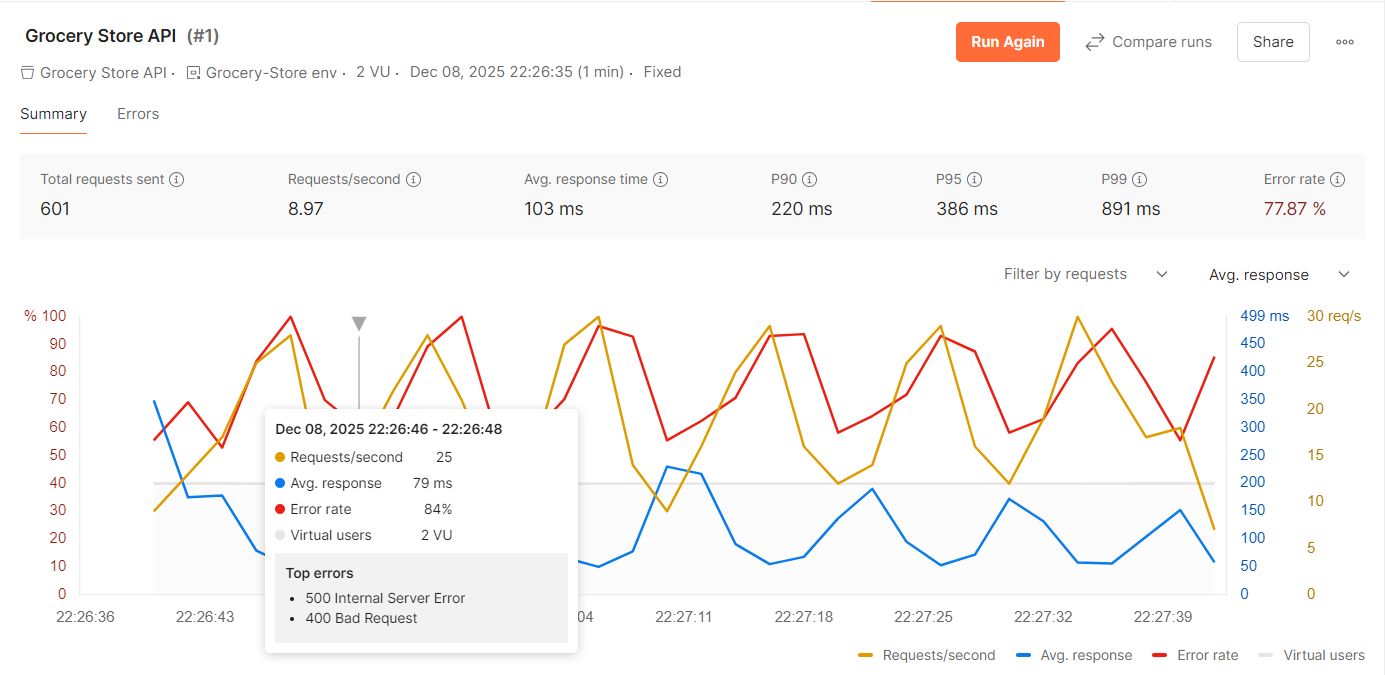 Grocery Store API (#1)
Run Again
Compare runs
Share
Grocery Store API · Grocery-Store env · 2 VU · Dec 08, 2025 22:26:35 (1 min) · Fixed
Summary
Errors
Total requests sent
601
Requests/second
8.97
Avg. response time
103 ms
P90
220 ms
P95
386 ms
P99
891 ms
Error rate
77.87 %
Filter by requests
Avg. response
% 100
90
80
70
60
50
40
30
20
10
0
499 ms
450
400
350
300
250
200
150
100
50
0
30 req/s
25
20
15
10
5
0
Dec 08, 2025 22:26:46 - 22:26:48
Requests/second 25
Avg. response 79 ms
Error rate 84%
Virtual users 2 VU
Top errors
• 500 Internal Server Error
• 400 Bad Request
22:26:36
22:26:43
04
22:27:11
22:27:18
22:27:25
22:27:32
22:27:39
Requests/second
Avg. response
Error rate
Virtual users